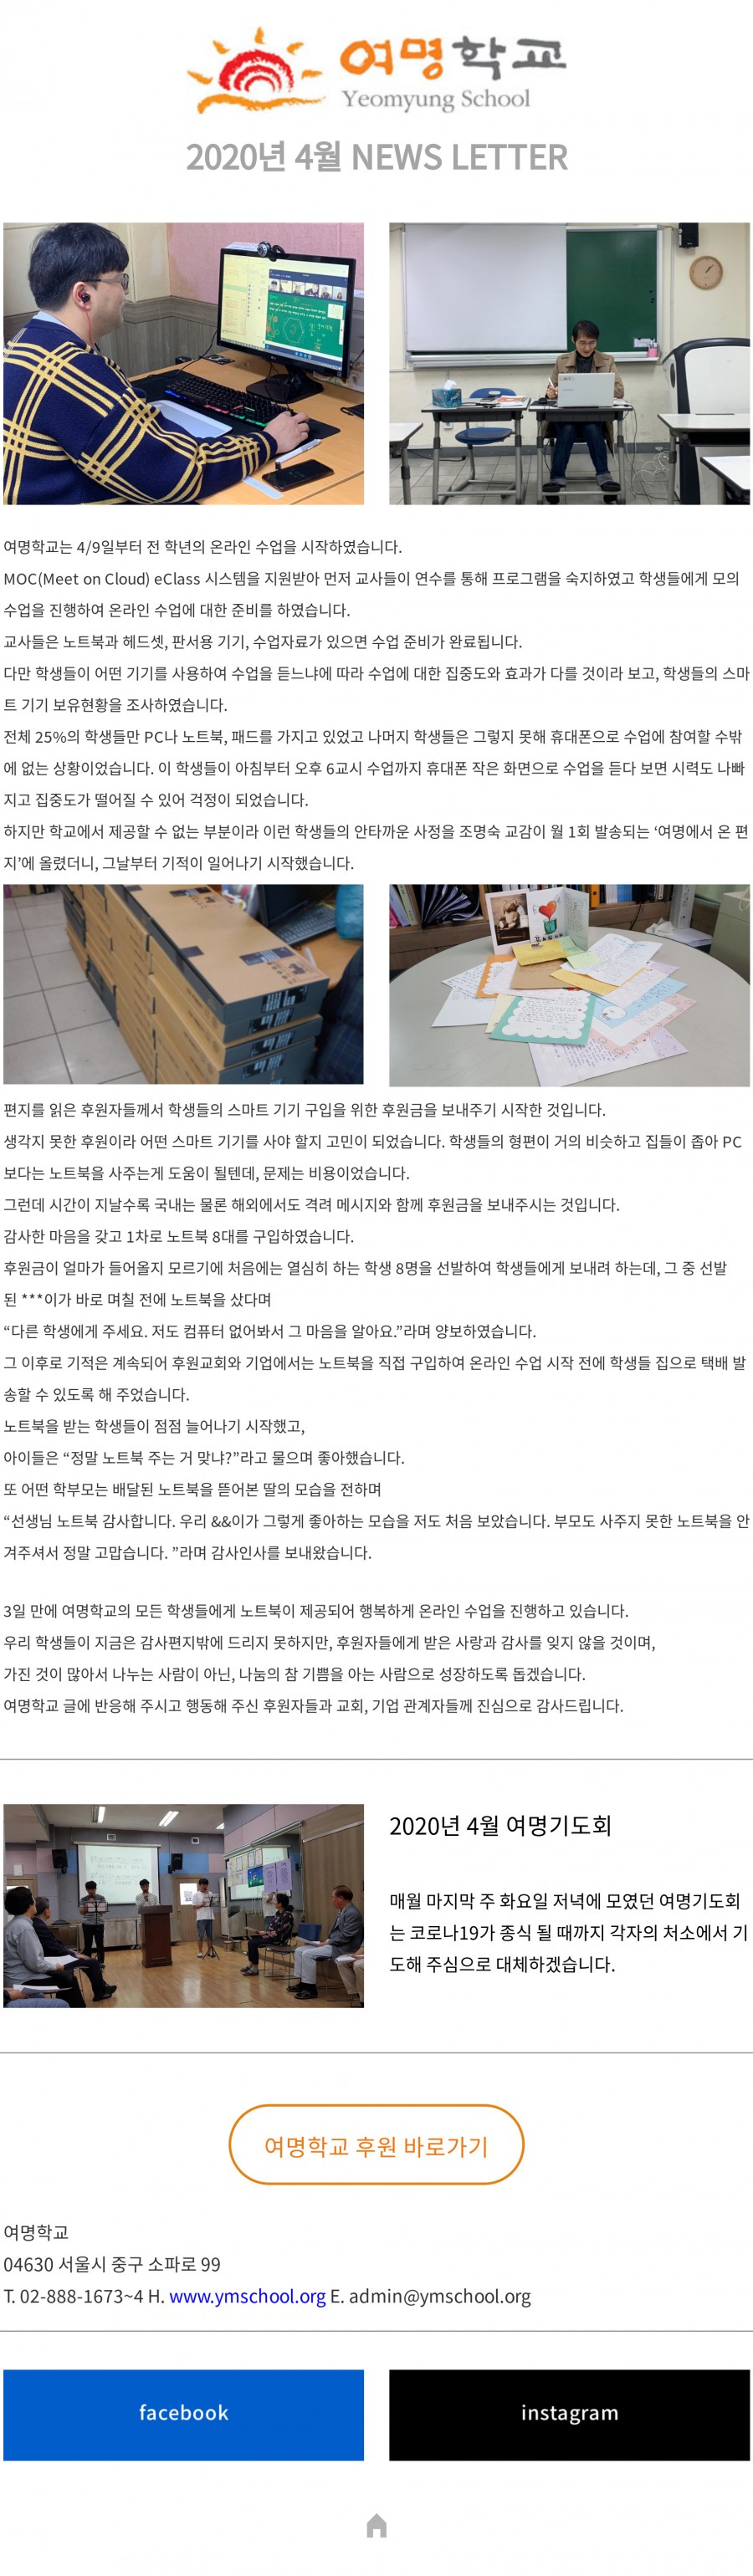 여명학교
Yeomyung School
2020년 4월 NEWS LETTER
여명학교는 4/9일부터 전 학년의 온라인 수업을 시작하였습니다.
MOC(Meet on Cloud) eClass 시스템을 지원받아 먼저 교사들이 연수를 통해 프로그램을 숙지하였고 학생들에게 모의
수업을 진행하여 온라인 수업에 대한 준비를 하였습니다.
교사들은 노트북과 헤드셋, 판서용 기기, 수업자료가 있으면 수업 준비가 완료됩니다.
다만 학생들이 어떤 기기를 사용하여 수업을 듣느냐에 따라 수업에 대한 집중도와 효과가 다를 것이라 보고, 학생들의 스마
트 기기 보유현황을 조사하였습니다.
전체 25%의 학생들만 PC나 노트북, 패드를 가지고 있었고 나머지 학생들은 그렇지 못해 휴대폰으로 수업에 참여할 수밖
에 없는 상황이었습니다. 이 학생들이 아침부터 오후 6교시 수업까지 휴대폰 작은 화면으로 수업을 듣다 보면 시력도 나빠
지고 집중도가 떨어질 수 있어 걱정이 되었습니다.
하지만 학교에서 제공할 수 없는 부분이라 이런 학생들의 안타까운 사정을 조명숙 교감이 월 1회 발송되는 ‘여명에서 온 편
지’에 올렸더니, 그날부터 기적이 일어나기 시작했습니다.
편지를 읽은 후원자들께서 학생들의 스마트 기기 구입을 위한 후원금을 보내주기 시작한 것입니다.
생각지 못한 후원이라 어떤 스마트 기기를 사야 할지 고민이 되었습니다. 학생들의 형편이 거의 비슷하고 집들이 좁아 PC
보다는 노트북을 사주는게 도움이 될텐데, 문제는 비용이었습니다.
그런데 시간이 지날수록 국내는 물론 해외에서도 격려 메시지와 함께 후원금을 보내주시는 것입니다.
감사한 마음을 갖고 1차로 노트북 8대를 구입하였습니다.
후원금이 얼마가 들어올지 모르기에 처음에는 열심히 하는 학생 8명을 선발하여 학생들에게 보내려 하는데, 그 중 선발
된 ***이가 바로 며칠 전에 노트북을 샀다며
“다른 학생에게 주세요. 저도 컴퓨터 없어봐서 그 마음을 알아요.”라며 양보하였습니다.
그 이후로 기적은 계속되어 후원교회와 기업에서는 노트북을 직접 구입하여 온라인 수업 시작 전에 학생들 집으로 택배 발
송할 수 있도록 해 주었습니다.
노트북을 받는 학생들이 점점 늘어나기 시작했고,
아이들은 “정말 노트북 주는 거 맞냐?”라고 물으며 좋아했습니다.
또 어떤 학부모는 배달된 노트북을 뜯어본 딸의 모습을 전하며
“선생님 노트북 감사합니다. 우리 &&이가 그렇게 좋아하는 모습을 저도 처음 보았습니다. 부모도 사주지 못한 노트북을 안
겨주셔서 정말 고맙습니다. ”라며 감사인사를 보내왔습니다.
3일 만에 여명학교의 모든 학생들에게 노트북이 제공되어 행복하게 온라인 수업을 진행하고 있습니다.
우리 학생들이 지금은 감사편지밖에 드리지 못하지만, 후원자들에게 받은 사랑과 감사를 잊지 않을 것이며,
가진 것이 많아서 나누는 사람이 아닌, 나눔의 참 기쁨을 아는 사람으로 성장하도록 돕겠습니다.
여명학교 글에 반응해 주시고 행동해 주신 후원자들과 교회, 기업 관계자들께 진심으로 감사드립니다.
2020년 4월 여명기도회
매월 마지막 주 화요일 저녁에 모였던 여명기도회
는 코로나19가 종식 될 때까지 각자의 처소에서 기
도해 주심으로 대체하겠습니다.
여명학교 후원 바로가기
여명학교
04630 서울시 중구 소파로 99
T. 02-888-1673~4 H. www.ymschool.org E. admin@ymschool.org
facebook
instagram